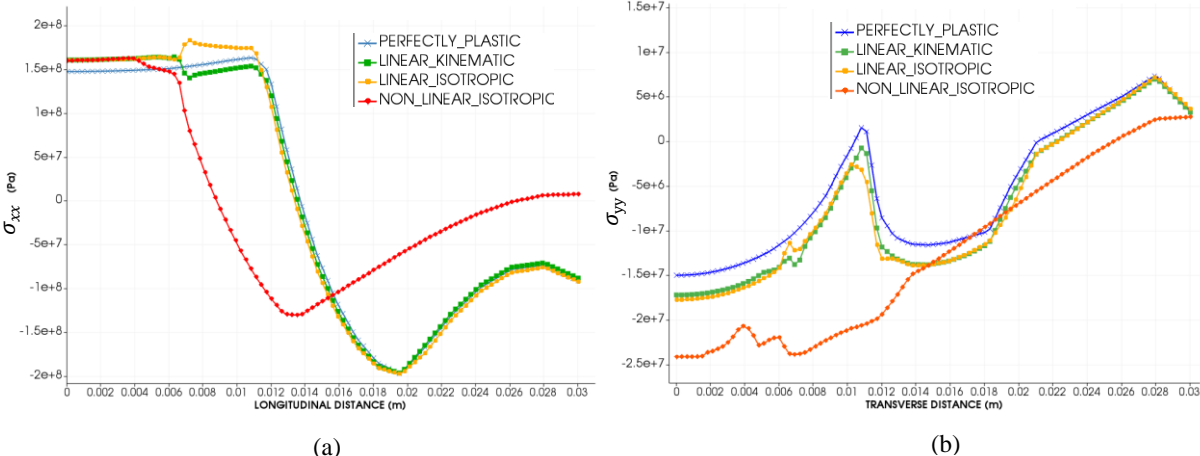 2e+8
1.5e+8
1e+8
5e+7
0
-5e+7
-1e+8
-1.5e+8
-2e+8
σxx (Pa)
PERFECTLY_PLASTIC
LINEAR_KINEMATIC
LINEAR_ISOTROPIC
NON_LINEAR_ISOTROPIC
0 0.002 0.004 0.006 0.008 0.01 0.012 0.014 0.016 0.018 0.02 0.022 0.024 0.026 0.028 0.03
LONGITUDINAL DISTANCE (m)
(a)
1.5e+7
1e+7
5e+6
0
-5e+6
-1e+7
-1.5e+7
-2e+7
-2.5e+7
σyy (Pa)
PERFECTLY_PLASTIC
LINEAR_KINEMATIC
LINEAR_ISOTROPIC
NON_LINEAR_ISOTROPIC
0 0.002 0.004 0.006 0.008 0.01 0.012 0.014 0.016 0.018 0.02 0.022 0.024 0.026 0.028 0.03
TRANSVERSE DISTANCE (m)
(b)